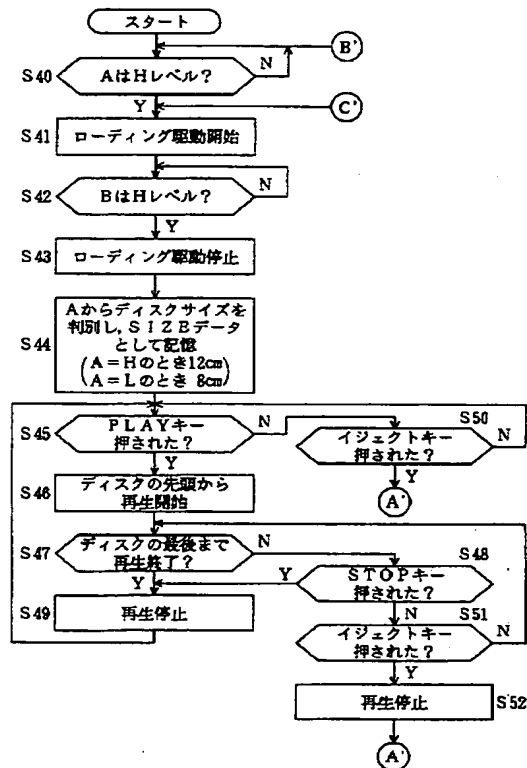 スタート
B'
S40
AはHレベル?
N
Y
C'
S41
ローディング駆動開始
S42
BはHレベル?
N
Y
S43
ローディング駆動停止
S44
Aからディスクサイズを
判別し,SIZEデータ
として記憶
(A=Hのとき12cm
A=Lのとき 8cm)
S45
PLAYキー
押された?
N
Y
S50
イジェクトキー
押された?
N
Y
A'
S46
ディスクの先頭から
再生開始
S47
ディスクの最後まで
再生終了?
N
Y
S48
STOPキー
押された?
Y
N
S49
再生停止
S51
イジェクトキー
押された?
N
Y
再生停止
S52
A'